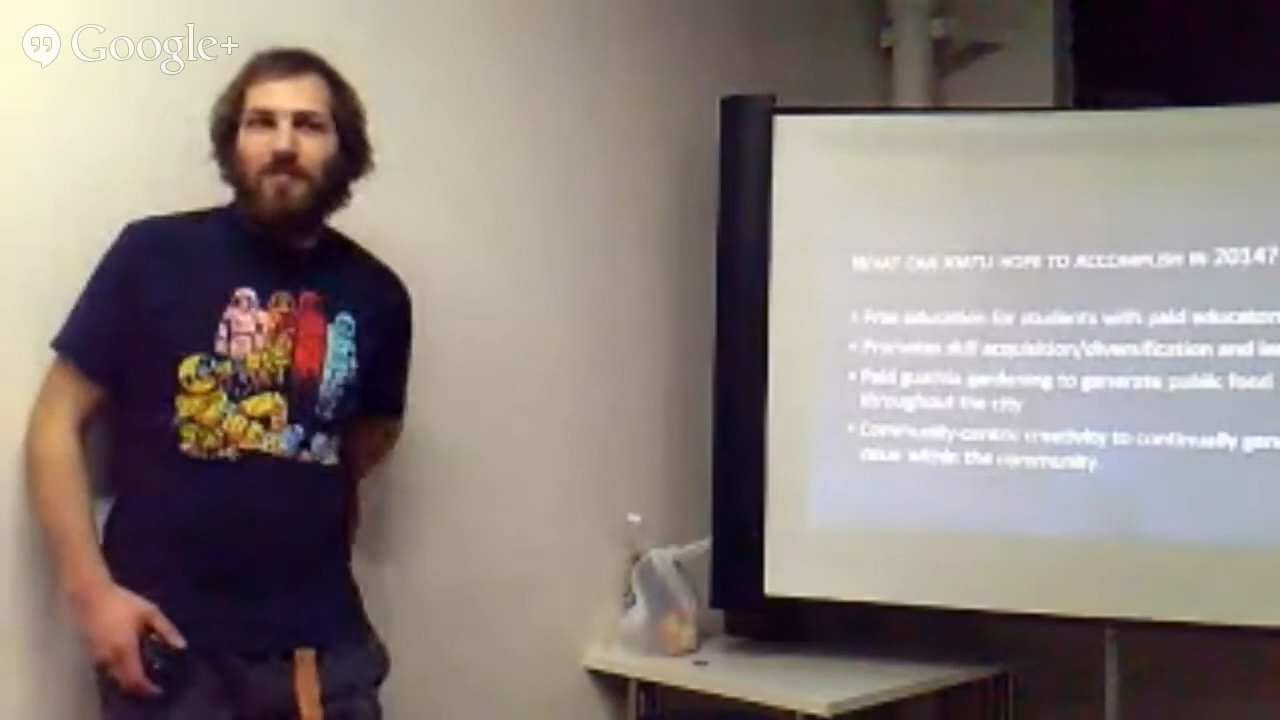 Google+
WHAT CAN HOPE TO ACCOMPLISH IN 2014?
• Free education for students with paid educators
• Promotes skill acquisition/diversification and
• Paid guerilla gardening to generate public food
throughout the city
• Community-centric creativity to continually
value within the community